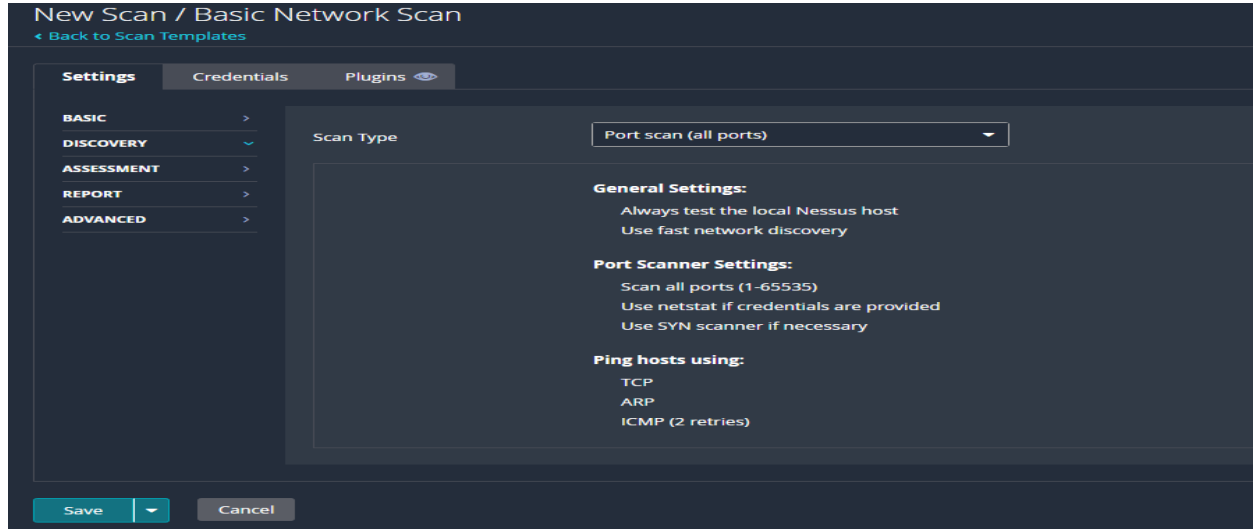 New Scan / Basic Network Scan
Back to Scan Templates
Settings Credentials Plugins
BASIC
DISCOVERY
ASSESSMENT
REPORT
ADVANCED
Scan Type Port scan (all ports)
General Settings:
Always test the local Nessus host
Use fast network discovery
Port Scanner Settings:
Scan all ports (1-65535)
Use netstat if credentials are provided
Use SYN scanner if necessary
Ping hosts using:
TCP
ARP
ICMP (2 retries)
Save Cancel